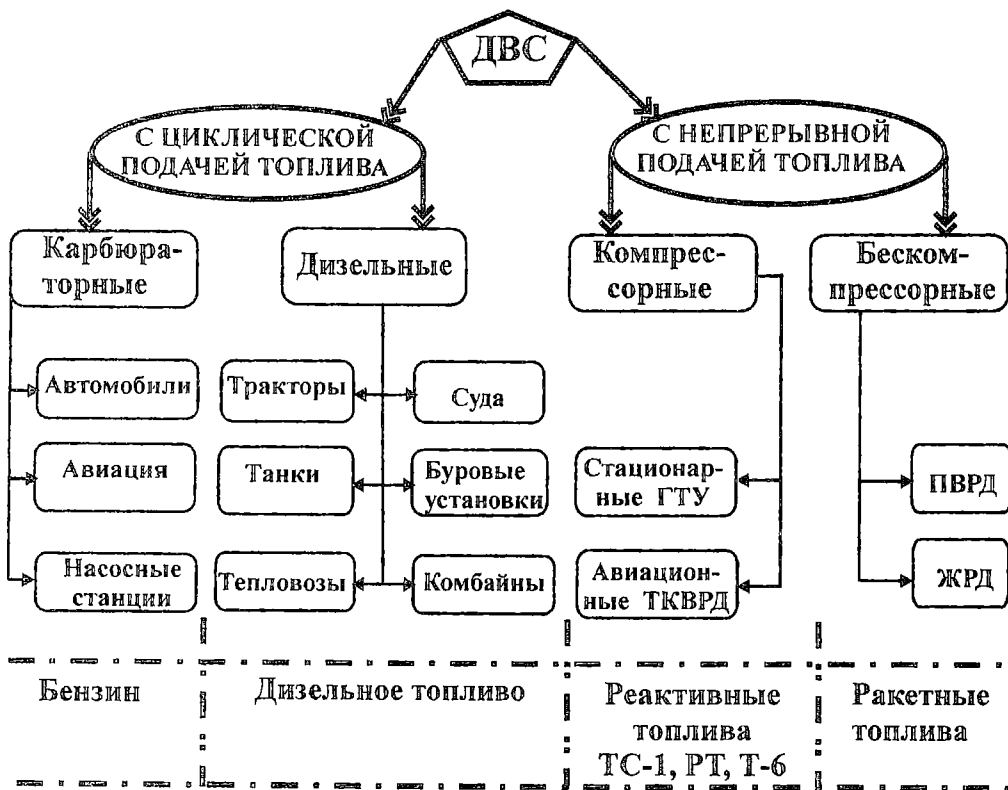 ДВС
С ЦИКЛИЧЕСКОЙ
ПОДАЧЕЙ ТОПЛИВА
С НЕПРЕРЫВНОЙ
ПОДАЧЕЙ ТОПЛИВА
Карбюра-
торные
Дизельные
Компрес-
сорные
Беском-
прессорные
Автомобили
Тракторы
Суда
Авиация
Танки
Буровые
установки
Стационар-
ные ГТУ
ПВРД
Насосные
станции
Тепловозы
Комбайны
Авиацион-
ные ТКВРД
ЖРД
Бензин
Дизельное топливо
Реактивные
топлива
ТС-1, РТ, Т-6
Ракетные
топлива